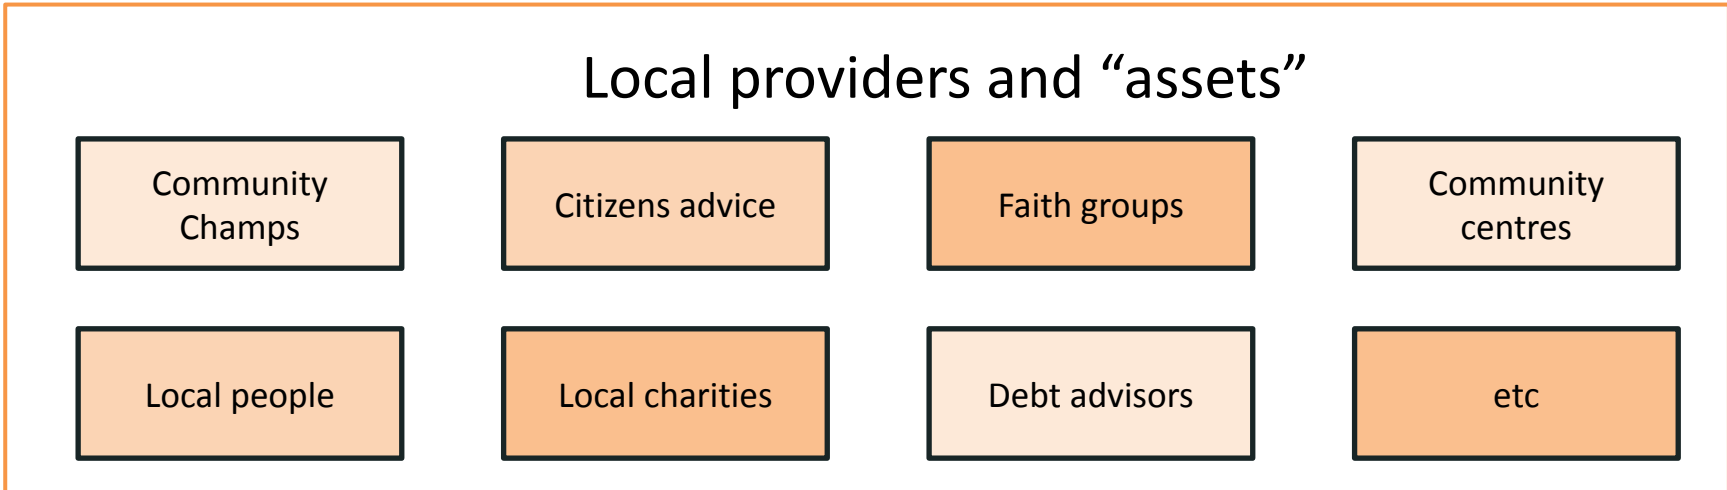 Local providers and “assets”
Community
Champs
Citizens advice
Faith groups
Community
centres
Local people
Local charities
Debt advisors
etc